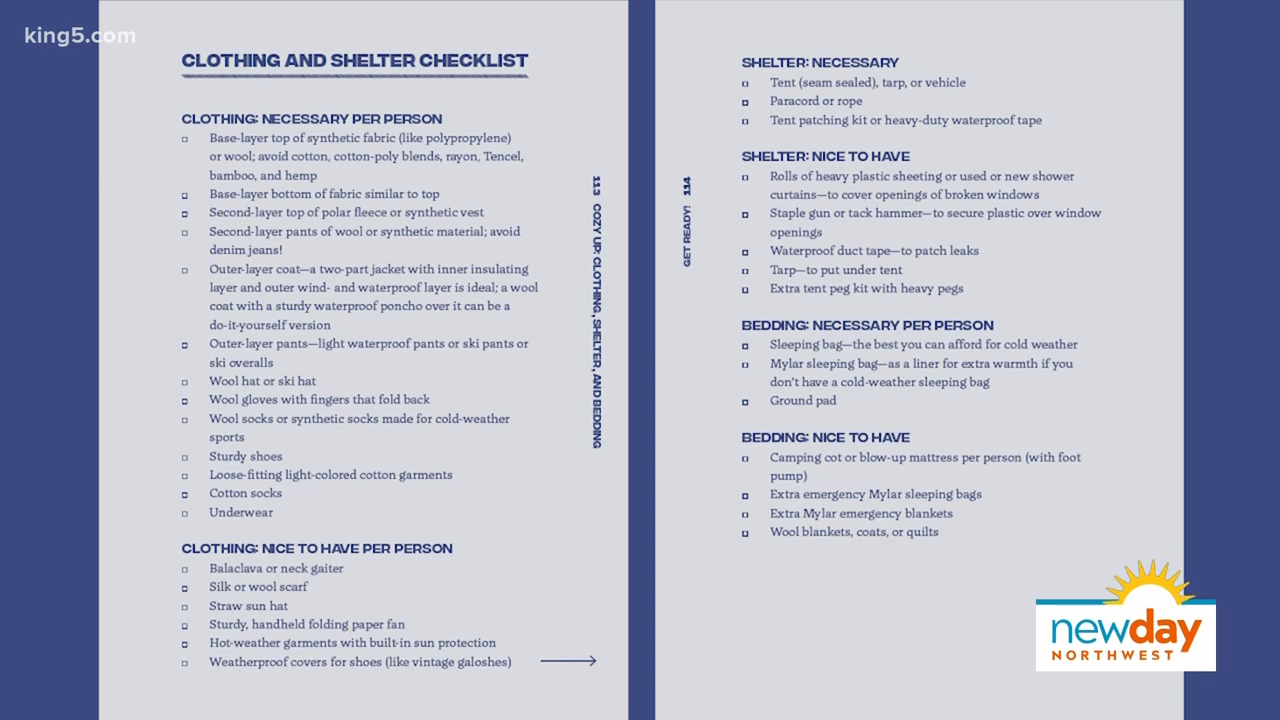 king5.com
CLOTHING AND SHELTER CHECKLIST
CLOTHING: NECESSARY PER PERSON
Base-layer top of synthetic fabric (like polypropylene)
or wool; avoid cotton, cotton-poly blends, rayon, Tencel,
bamboo, and hemp
Base-layer bottom of fabric similar to top
Second-layer top of polar fleece or synthetic vest
Second-layer pants of wool or synthetic material; avoid
denim jeans!
Outer-layer coat—a two-part jacket with inner insulating
layer and outer wind- and waterproof layer is ideal; a wool
coat with a sturdy waterproof poncho over it can be a
do-it-yourself version
Outer-layer pants—light waterproof pants or ski pants or
ski overalls
Wool hat or ski hat
Wool gloves with fingers that fold back
Wool socks or synthetic socks made for cold-weather
sports
Sturdy shoes
Loose-fitting light-colored cotton garments
Cotton socks
Underwear
CLOTHING: NICE TO HAVE PER PERSON
Balaclava or neck gaiter
Silk or wool scarf
Straw sun hat
Sturdy, handheld folding paper fan
Hot-weather garments with built-in sun protection
Weatherproof covers for shoes (like vintage galoshes)
113 COZY UP: CLOTHING, SHELTER, AND BEDDING
GET READY! 114
SHELTER: NECESSARY
Tent (seam sealed), tarp, or vehicle
Paracord or rope
Tent patching kit or heavy-duty waterproof tape
SHELTER: NICE TO HAVE
Rolls of heavy plastic sheeting or used or new shower
curtains—to cover openings of broken windows
Staple gun or tack hammer—to secure plastic over window
openings
Waterproof duct tape—to patch leaks
Tarp—to put under tent
Extra tent peg kit with heavy pegs
BEDDING: NECESSARY PER PERSON
Sleeping bag—the best you can afford for cold weather
Mylar sleeping bag—as a liner for extra warmth if you
don't have a cold-weather sleeping bag
Ground pad
BEDDING: NICE TO HAVE
Camping cot or blow-up mattress per person (with foot
pump)
Extra emergency Mylar sleeping bags
Extra Mylar emergency blankets
Wool blankets, coats, or quilts
newday
NORTHWEST